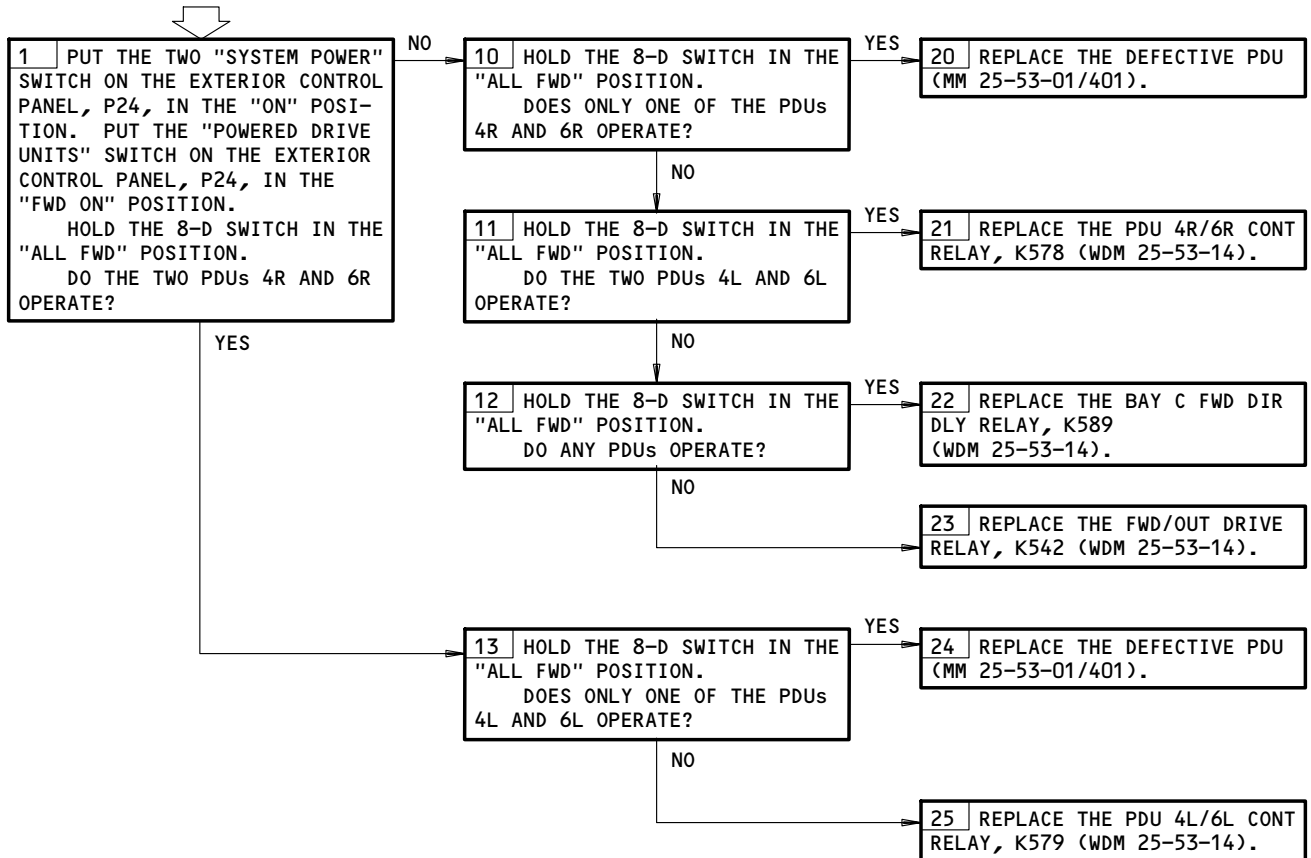 1 PUT THE TWO "SYSTEM POWER"
SWITCH ON THE EXTERIOR CONTROL
PANEL, P24, IN THE "ON" POSI-
TION. PUT THE "POWERED DRIVE
UNITS" SWITCH ON THE EXTERIOR
CONTROL PANEL, P24, IN THE
"FWD ON" POSITION.
HOLD THE 8-D SWITCH IN THE
"ALL FWD" POSITION.
DO THE TWO PDUs 4R AND 6R
OPERATE?
NO
YES
10 HOLD THE 8-D SWITCH IN THE
"ALL FWD" POSITION.
DOES ONLY ONE OF THE PDUs
4R AND 6R OPERATE?
YES
20 REPLACE THE DEFECTIVE PDU
(MM 25-53-01/401).
NO
11 HOLD THE 8-D SWITCH IN THE
"ALL FWD" POSITION.
DO THE TWO PDUs 4L AND 6L
OPERATE?
YES
21 REPLACE THE PDU 4R/6R CONT
RELAY, K578 (WDM 25-53-14).
NO
12 HOLD THE 8-D SWITCH IN THE
"ALL FWD" POSITION.
DO ANY PDUs OPERATE?
YES
22 REPLACE THE BAY C FWD DIR
DLY RELAY, K589
(WDM 25-53-14).
NO
23 REPLACE THE FWD/OUT DRIVE
RELAY, K542 (WDM 25-53-14).
13 HOLD THE 8-D SWITCH IN THE
"ALL FWD" POSITION.
DOES ONLY ONE OF THE PDUs
4L AND 6L OPERATE?
YES
24 REPLACE THE DEFECTIVE PDU
(MM 25-53-01/401).
NO
25 REPLACE THE PDU 4L/6L CONT
RELAY, K579 (WDM 25-53-14).